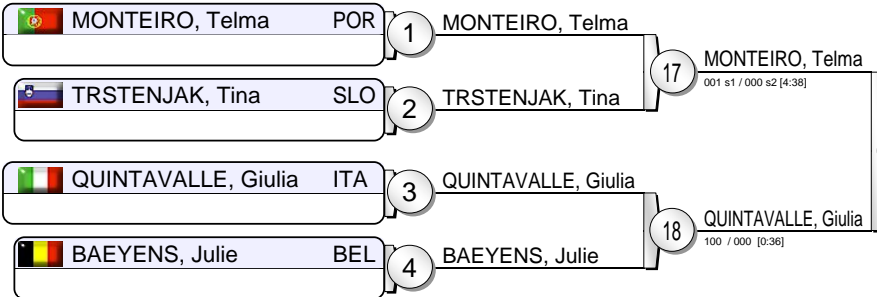 MONTEIRO, Telma POR
1
MONTEIRO, Telma
TRSTENJAK, Tina SLO
2
TRSTENJAK, Tina
17
MONTEIRO, Telma
001 s1 / 000 s2 [4:38]
QUINTAVALLE, Giulia ITA
3
QUINTAVALLE, Giulia
BAEYENS, Julie BEL
4
BAEYENS, Julie
18
QUINTAVALLE, Giulia
100 / 000 [0:36]